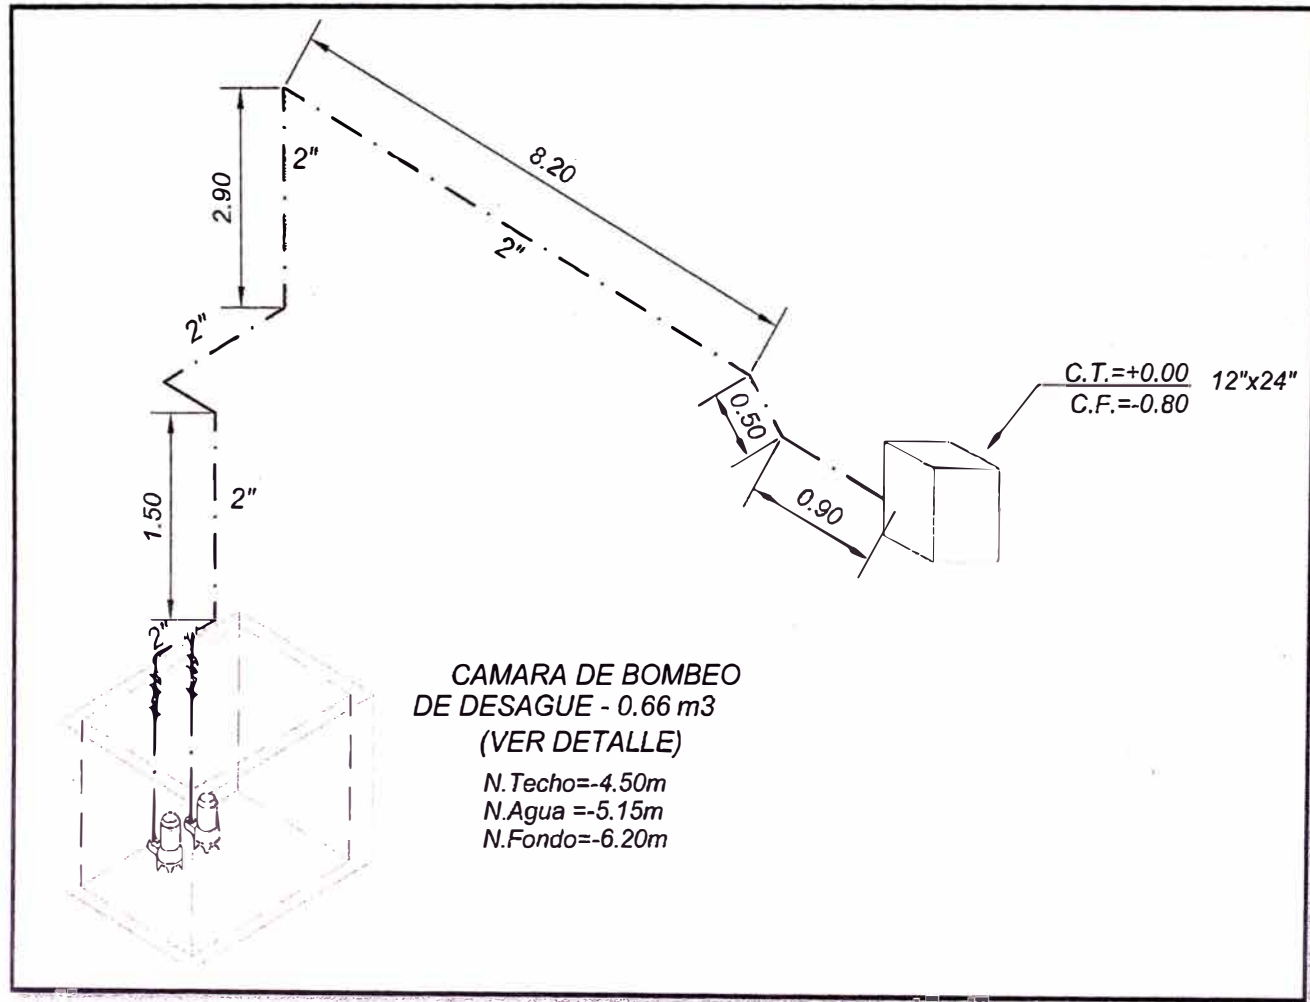 8.20
2"
2.90
2"
2"
C.T.=+0.00 12"x24"
C.F.=-0.80
0.50
2"
1.50
0.90
2"
CAMARA DE BOMBEO
DE DESAGUE - 0.66 m3
(VER DETALLE)
N.Techo=-4.50m
N.Agua =-5.15m
N.Fondo=-6.20m